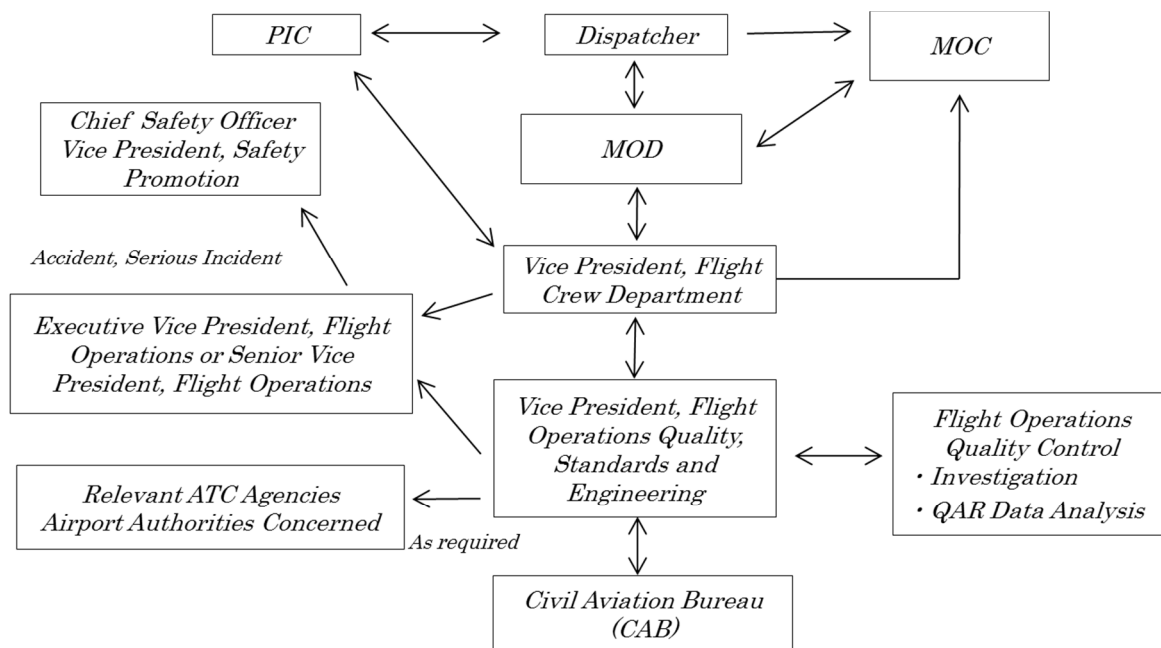 PIC
Dispatcher
MOC
Chief Safety Officer
Vice President, Safety
Promotion
MOD
Accident, Serious Incident
Vice President, Flight
Crew Department
Executive Vice President, Flight
Operations or Senior Vice
President, Flight Operations
Vice President, Flight
Operations Quality,
Standards and
Engineering
Flight Operations
Quality Control
・Investigation
・QAR Data Analysis
Relevant ATC Agencies
Airport Authorities Concerned
As required
Civil Aviation Bureau
(CAB)